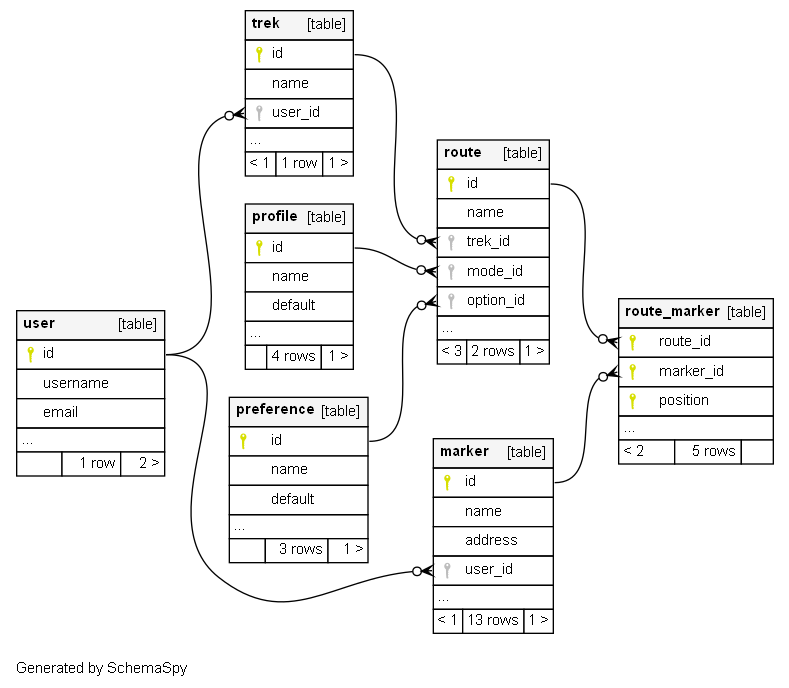 trek [table]
id
name
user_id
...
< 1 1 row 1 >
profile [table]
id
name
default
...
4 rows 1 >
user [table]
id
username
email
...
1 row 2 >
preference [table]
id
name
default
...
3 rows 1 >
route [table]
id
name
trek_id
mode_id
option_id
...
< 3 2 rows 1 >
marker [table]
id
name
address
user_id
...
< 1 13 rows 1 >
route_marker [table]
route_id
marker_id
position
...
< 2 5 rows
Generated by SchemaSpy